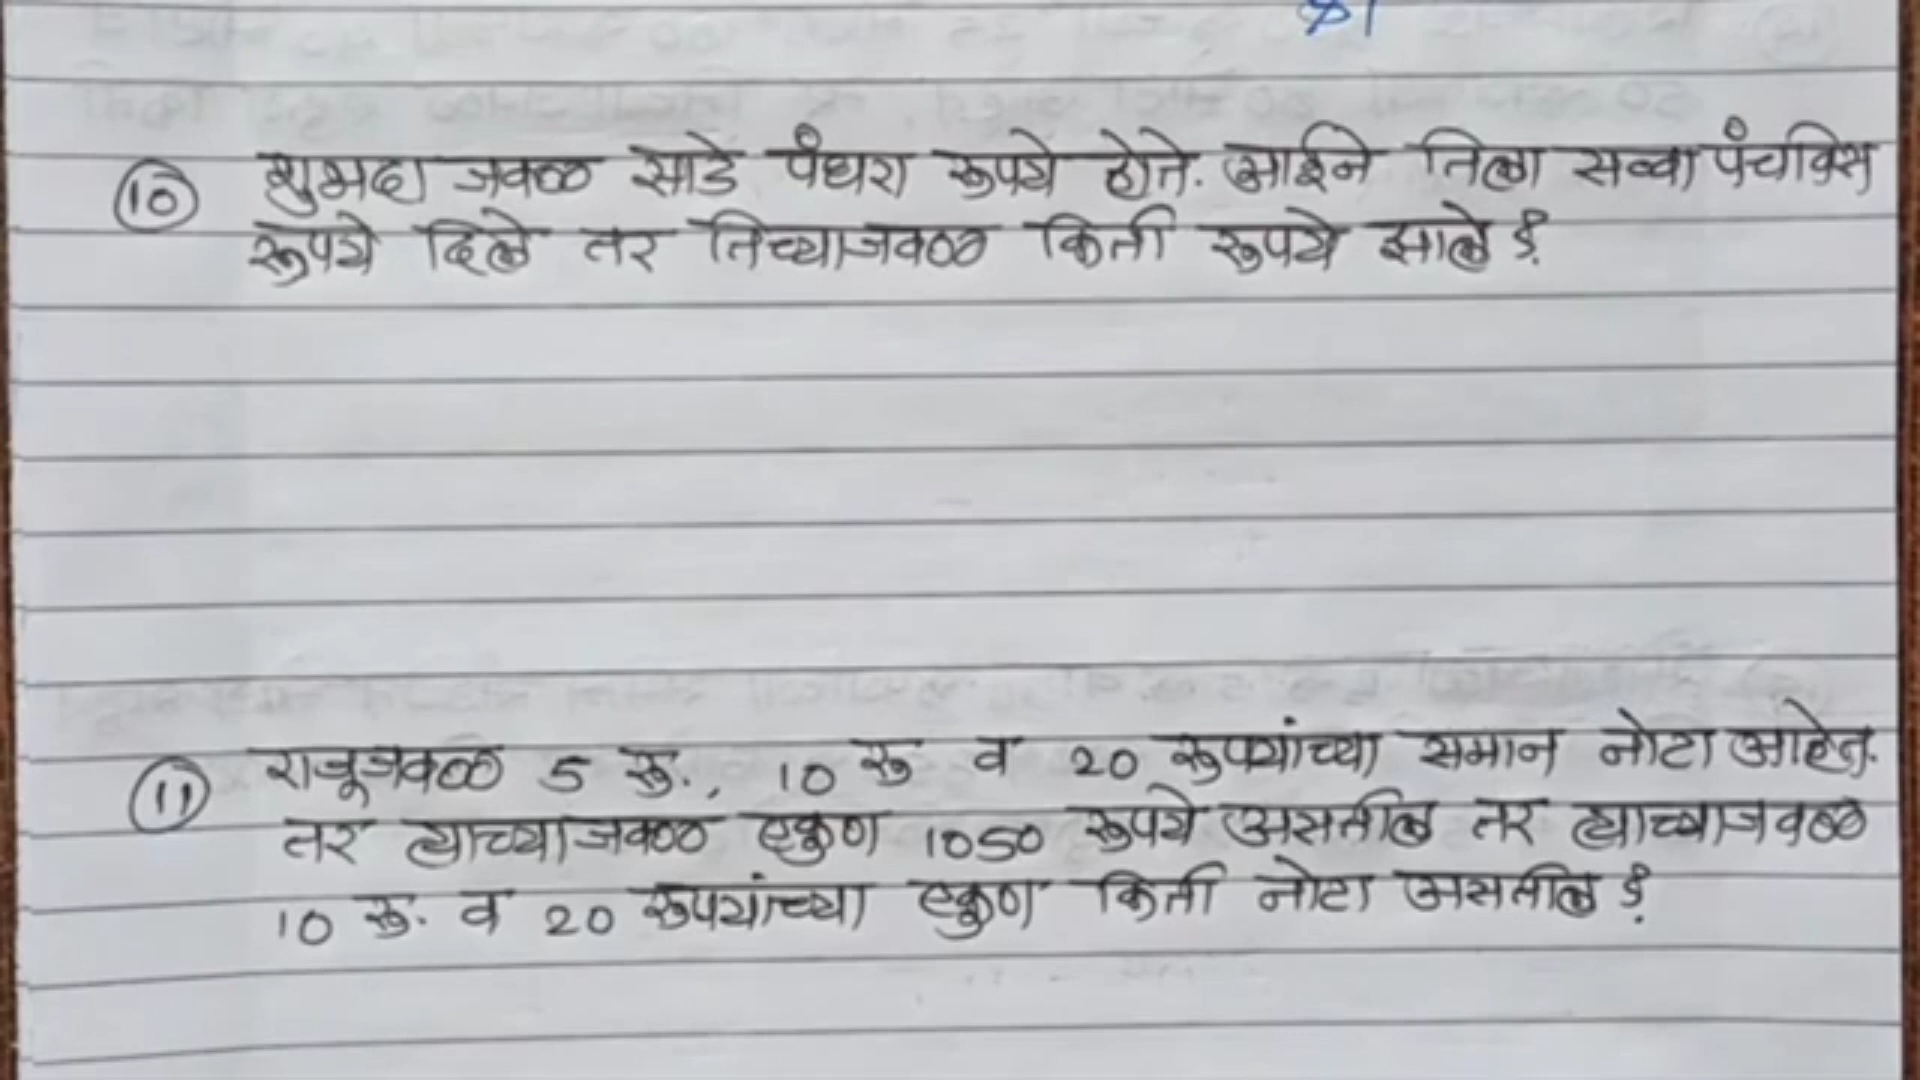 10 शुभदा जवळ साडे पंधरा रुपये होते. आईने तिला सव्वा पंचविस
रुपये दिले तर तिच्याजवळ किती रुपये झाले ?
11 राजूजवळ 5 रु., 10 रु व 20 रुपयांच्या समान नोटा आहेत.
तर त्याच्याजवळ एकुण 1050 रुपये असतील तर त्याच्याजवळ
10 रु. व 20 रुपयांच्या एकुण किती नोटा असतील ?